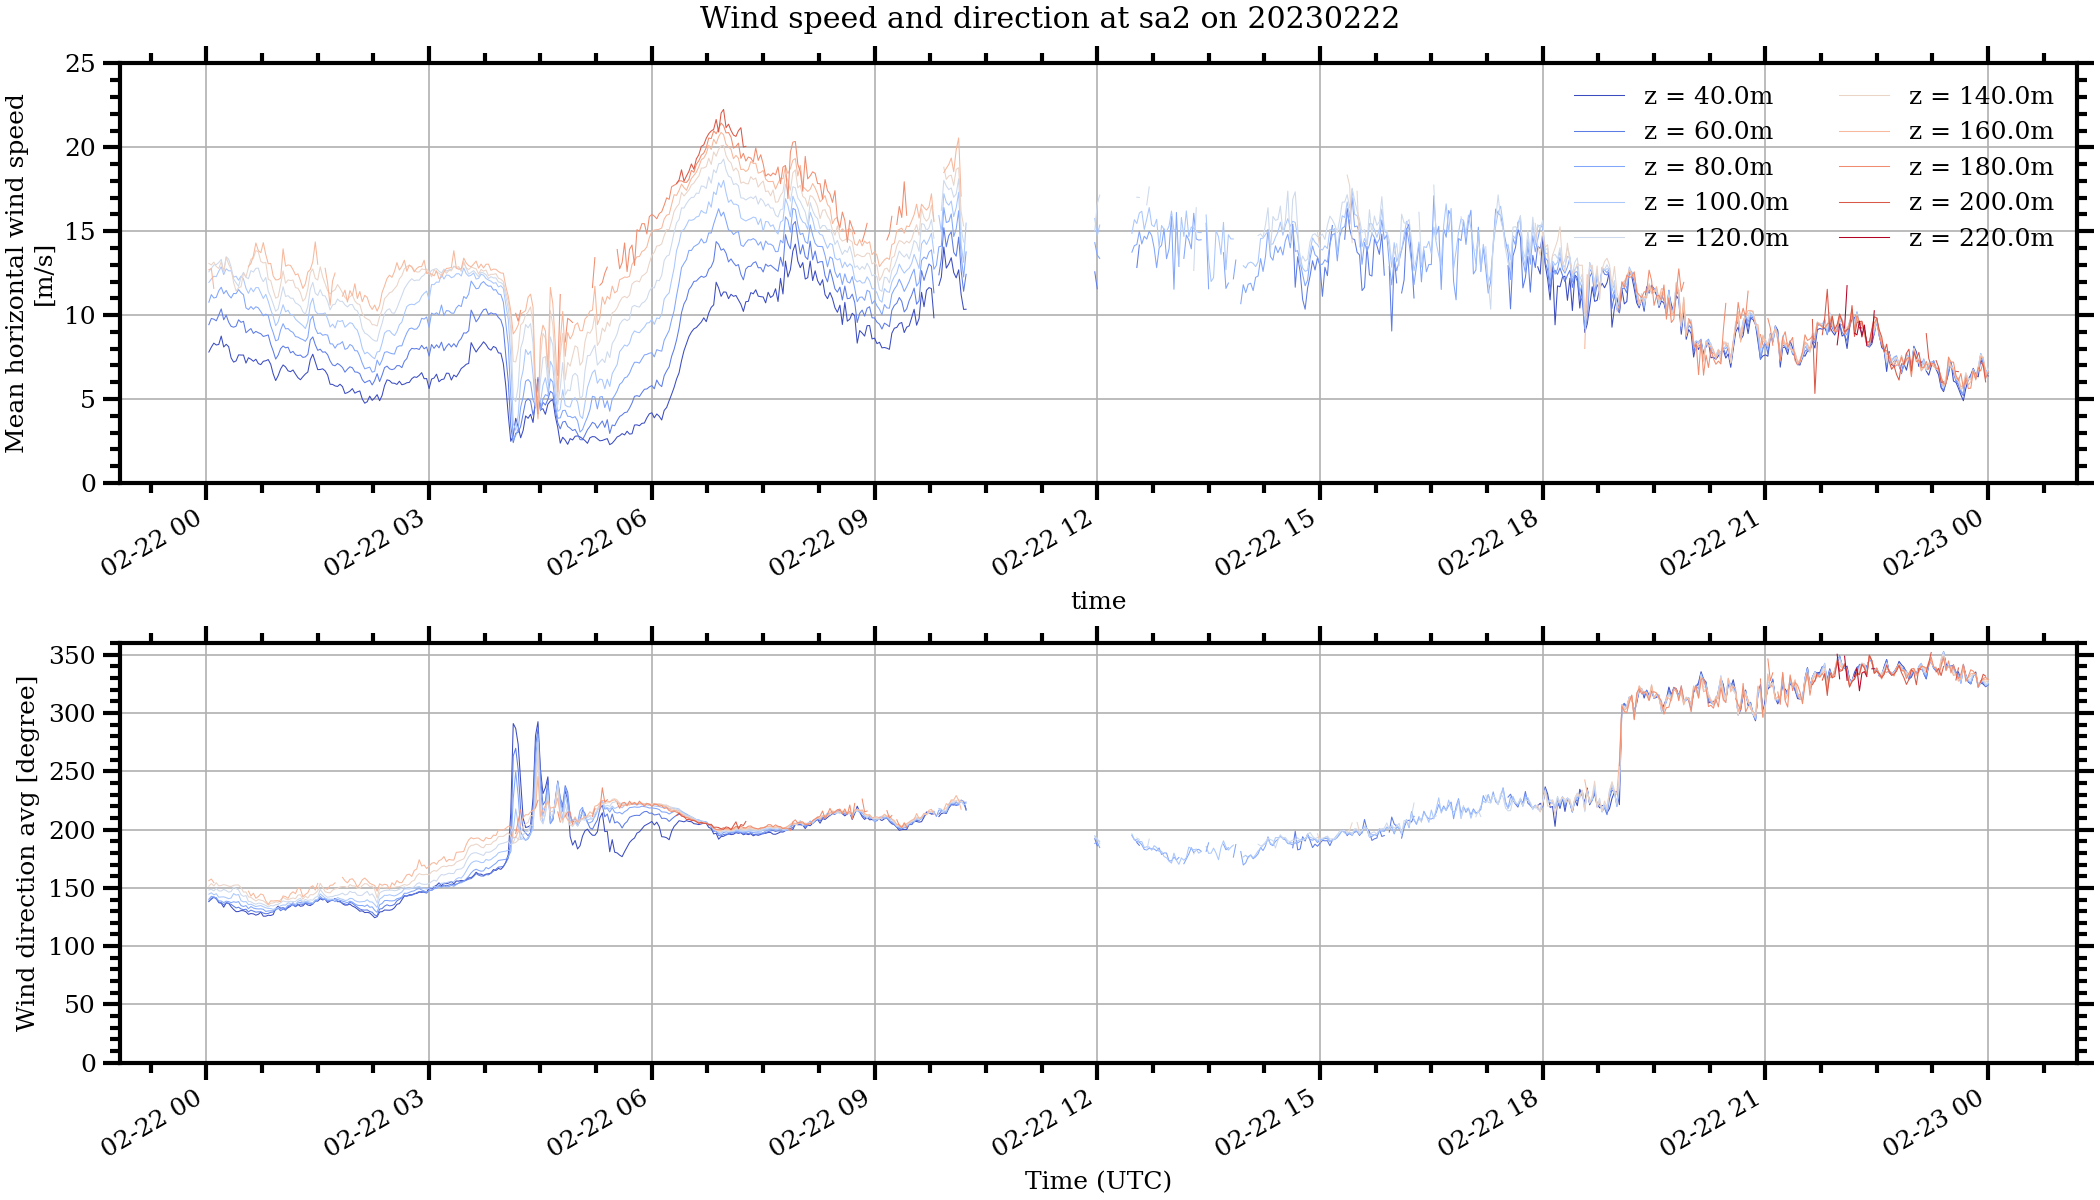 Wind speed and direction at sa2 on 20230222
Mean horizontal wind speed
[m/s]
25
20
15
10
5
0
z = 40.0m
z = 60.0m
z = 80.0m
z = 100.0m
z = 120.0m
z = 140.0m
z = 160.0m
z = 180.0m
z = 200.0m
z = 220.0m
02-22 00
02-22 03
02-22 06
02-22 09
02-22 12
02-22 15
02-22 18
02-22 21
02-23 00
time
Wind direction avg [degree]
350
300
250
200
150
100
50
0
02-22 00
02-22 03
02-22 06
02-22 09
02-22 12
02-22 15
02-22 18
02-22 21
02-23 00
Time (UTC)